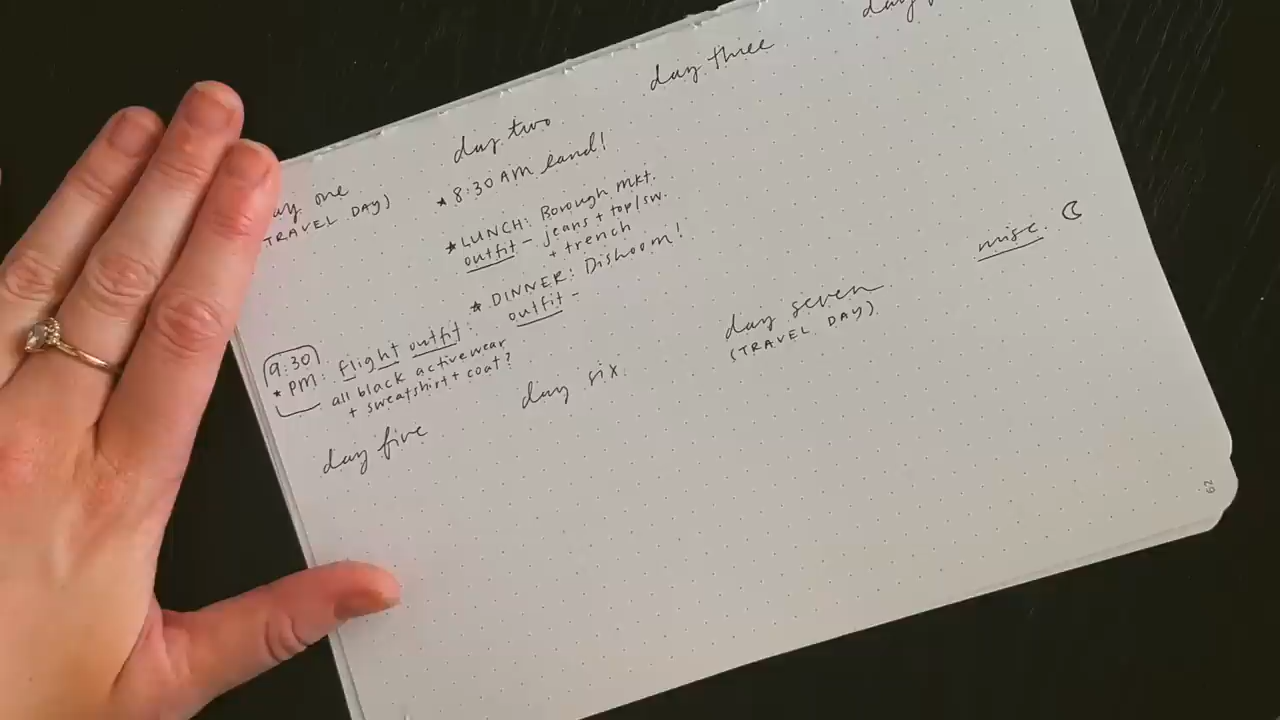 day one
(TRAVEL DAY)
9:30
* PM: flight outfit:
all black activewear
+ sweatshirt + coat?
day two
* 8:30 AM land!
* LUNCH: Borough mkt.
outfit - jeans + top/sw.
+ trench
* DINNER: Dishoom!
outfit -
day three
day
day five
day six
day seven
(TRAVEL DAY)
misc.
62